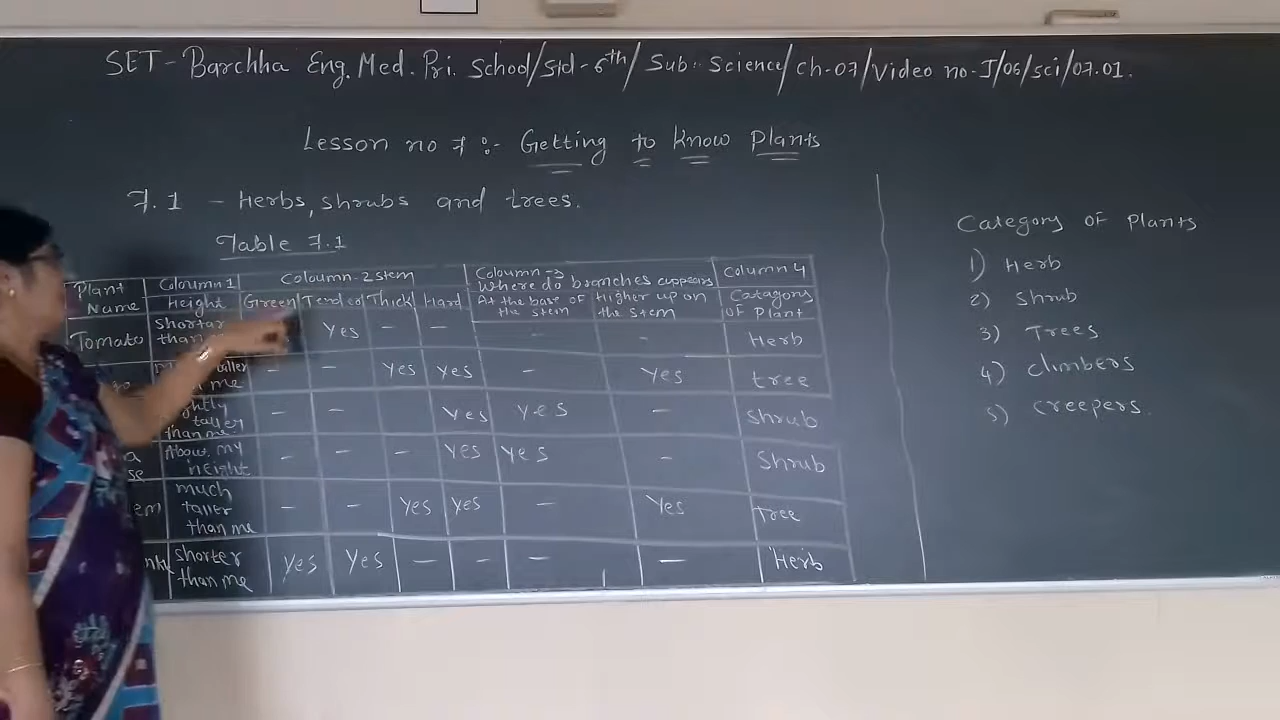 SET - Barchha Eng. Med. Pri. School/Std - 6th/ Sub: Science/Ch-07/Video no-J/06/sci/07.01.
Lesson no 7 :- Getting to know plants
7.1 - Herbs, shrubs and trees.
Table 7.1
Plant Name | Coloumn 1 Height | Coloumn-2 stem Green Tender Thick Hard | Coloumn-3 Where do branches appears At the base of the stem Higher up on the stem | Column 4 Catagory of Plant
Tomato | shortar than | Yes | - | - | - | - | Herb
than me | - | - | Yes | Yes | - | Yes | tree
taller than me | - | - | Yes | Yes | - | Shrub
About my height | - | - | - | Yes | Yes | - | Shrub
much taller than me | - | - | Yes | Yes | - | Yes | Tree
shorter than me | Yes | Yes | - | - | - | - | Herb
Category of Plants
1) Herb
2) Shrub
3) Trees
4) climbers
5) creepers.